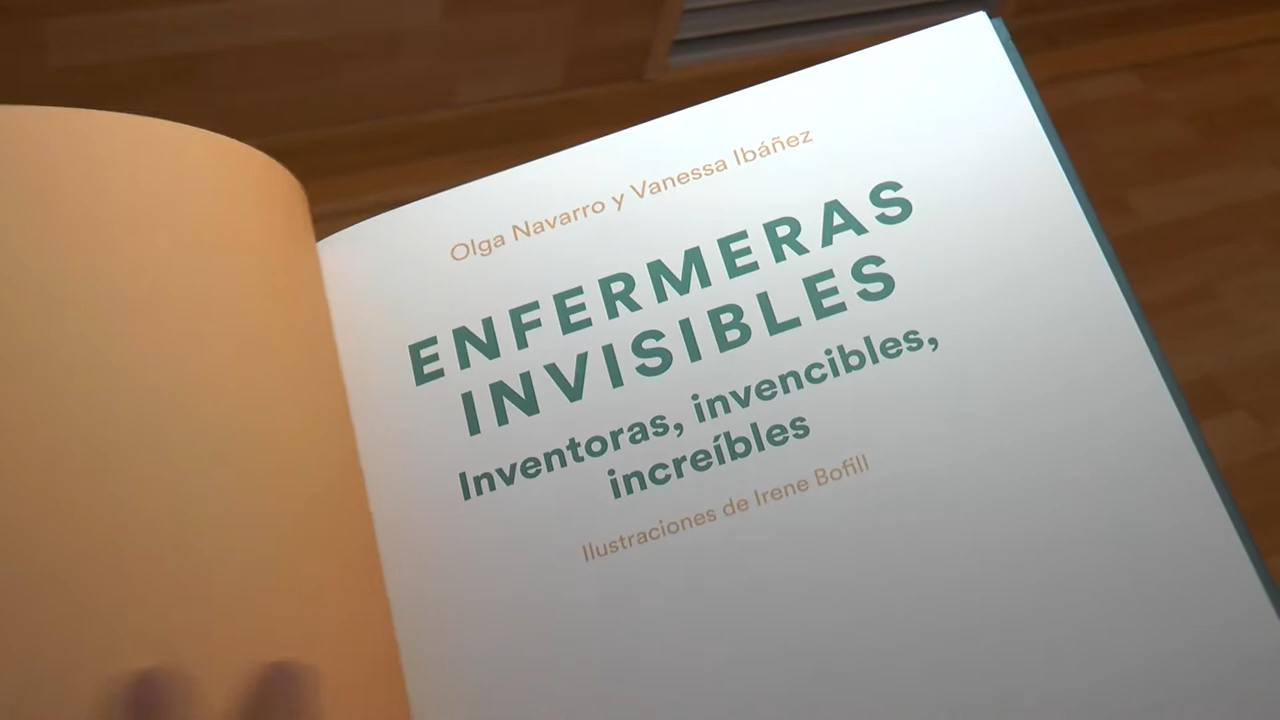 Olga Navarro y Vanessa Ibáñez
ENFERMERAS
INVISIBLES
Inventoras, invencibles,
increíbles
Ilustraciones de Irene Bofill